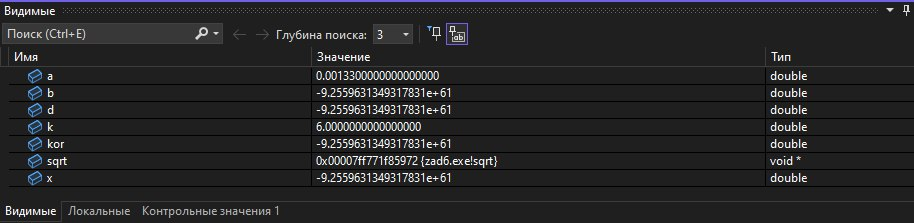 Видимые
Поиск (Ctrl+E) Глубина поиска: 3
Имя Значение Тип
a 0.0013300000000000000 double
b -9.2559631349317831e+61 double
d -9.2559631349317831e+61 double
k 6.0000000000000000 double
kor -9.2559631349317831e+61 double
sqrt 0x00007ff771f85972 {zad6.exe!sqrt} void *
x -9.2559631349317831e+61 double
Видимые Локальные Контрольные значения 1